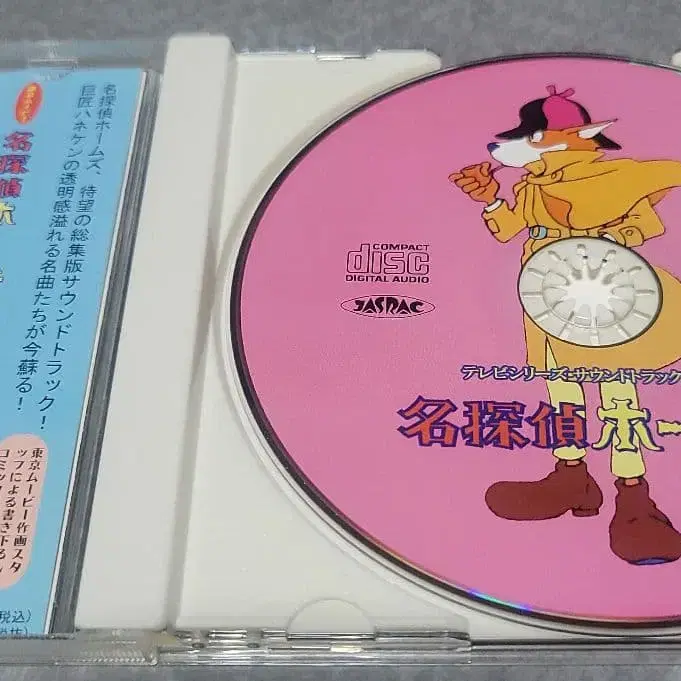 名探偵ホームズ、待望の総集版サウンドトラック!
巨匠ハネケンの透明感溢れる名曲たちが今蘇る!
名探偵ホ
東京ムービー作画スタ
ッフによる書き下ろし
コミック
税込)
税抜)
COMPACT
disc
DIGITAL AUDIO
JASRAC
テレビシリーズ・サウンドトラック
名探偵ホー